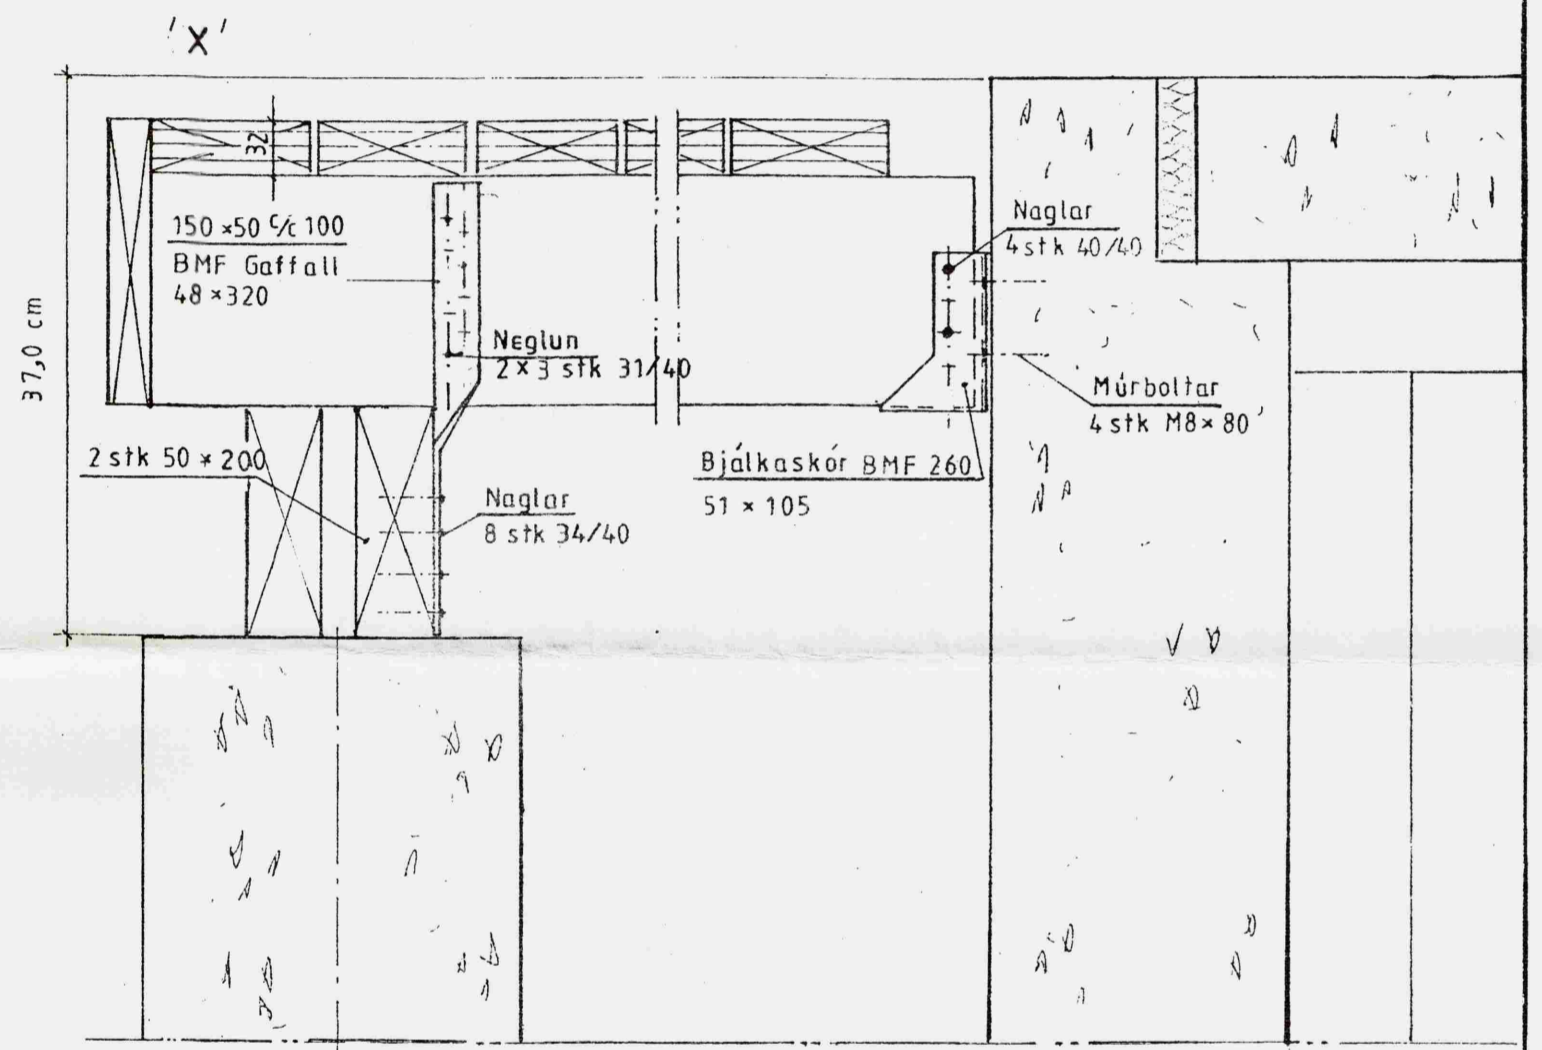 'X'
32
150 × 50 c/c 100
BMF Gaffall
48 × 320
37,0 cm
Neglun
2 × 3 stk 31/40
Naglar
4 stk 40/40
Múrboltar
4 stk M8 × 80
2 stk 50 × 200
Naglar
8 stk 34/40
Bjálkaskór BMF 260
51 × 105